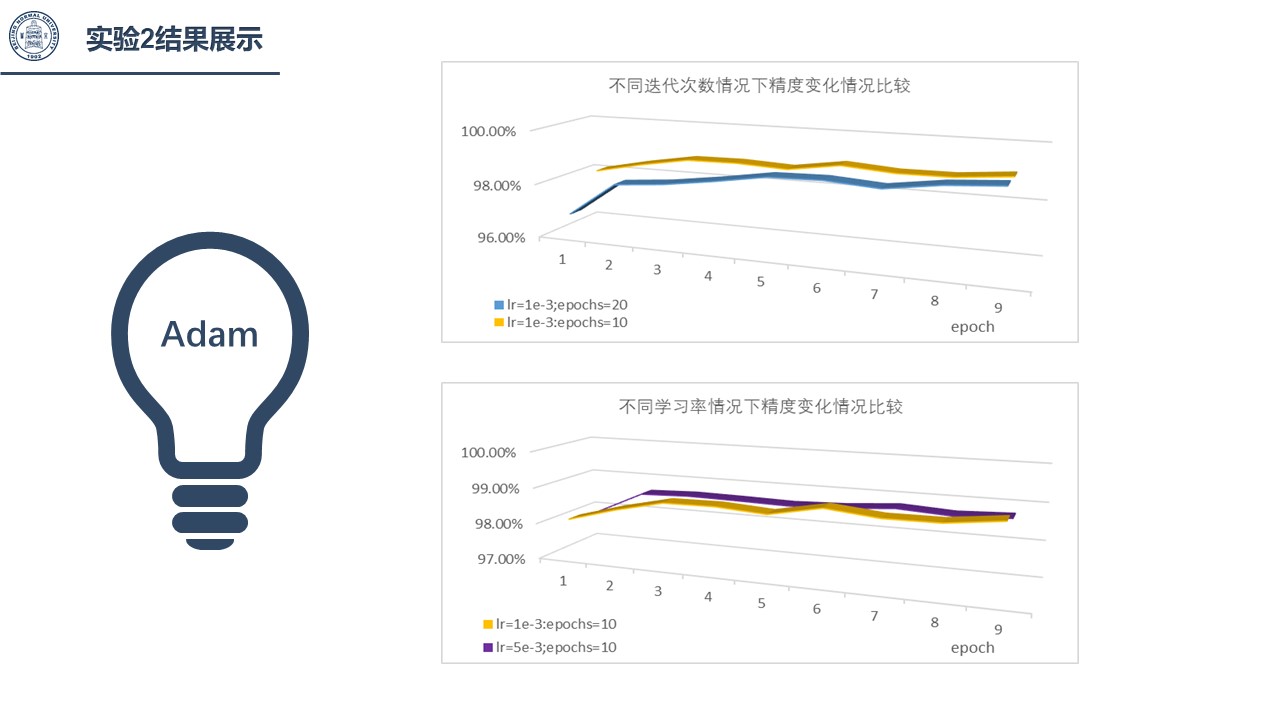 BEIJING NORMAL UNIVERSITY
1902
实验2结果展示
Adam
不同迭代次数情况下精度变化情况比较
100.00%
98.00%
96.00%
1 2 3 4 5 6 7 8 9
epoch
lr=1e-3;epochs=20
lr=1e-3:epochs=10
不同学习率情况下精度变化情况比较
100.00%
99.00%
98.00%
97.00%
1 2 3 4 5 6 7 8 9
epoch
lr=1e-3:epochs=10
lr=5e-3;epochs=10